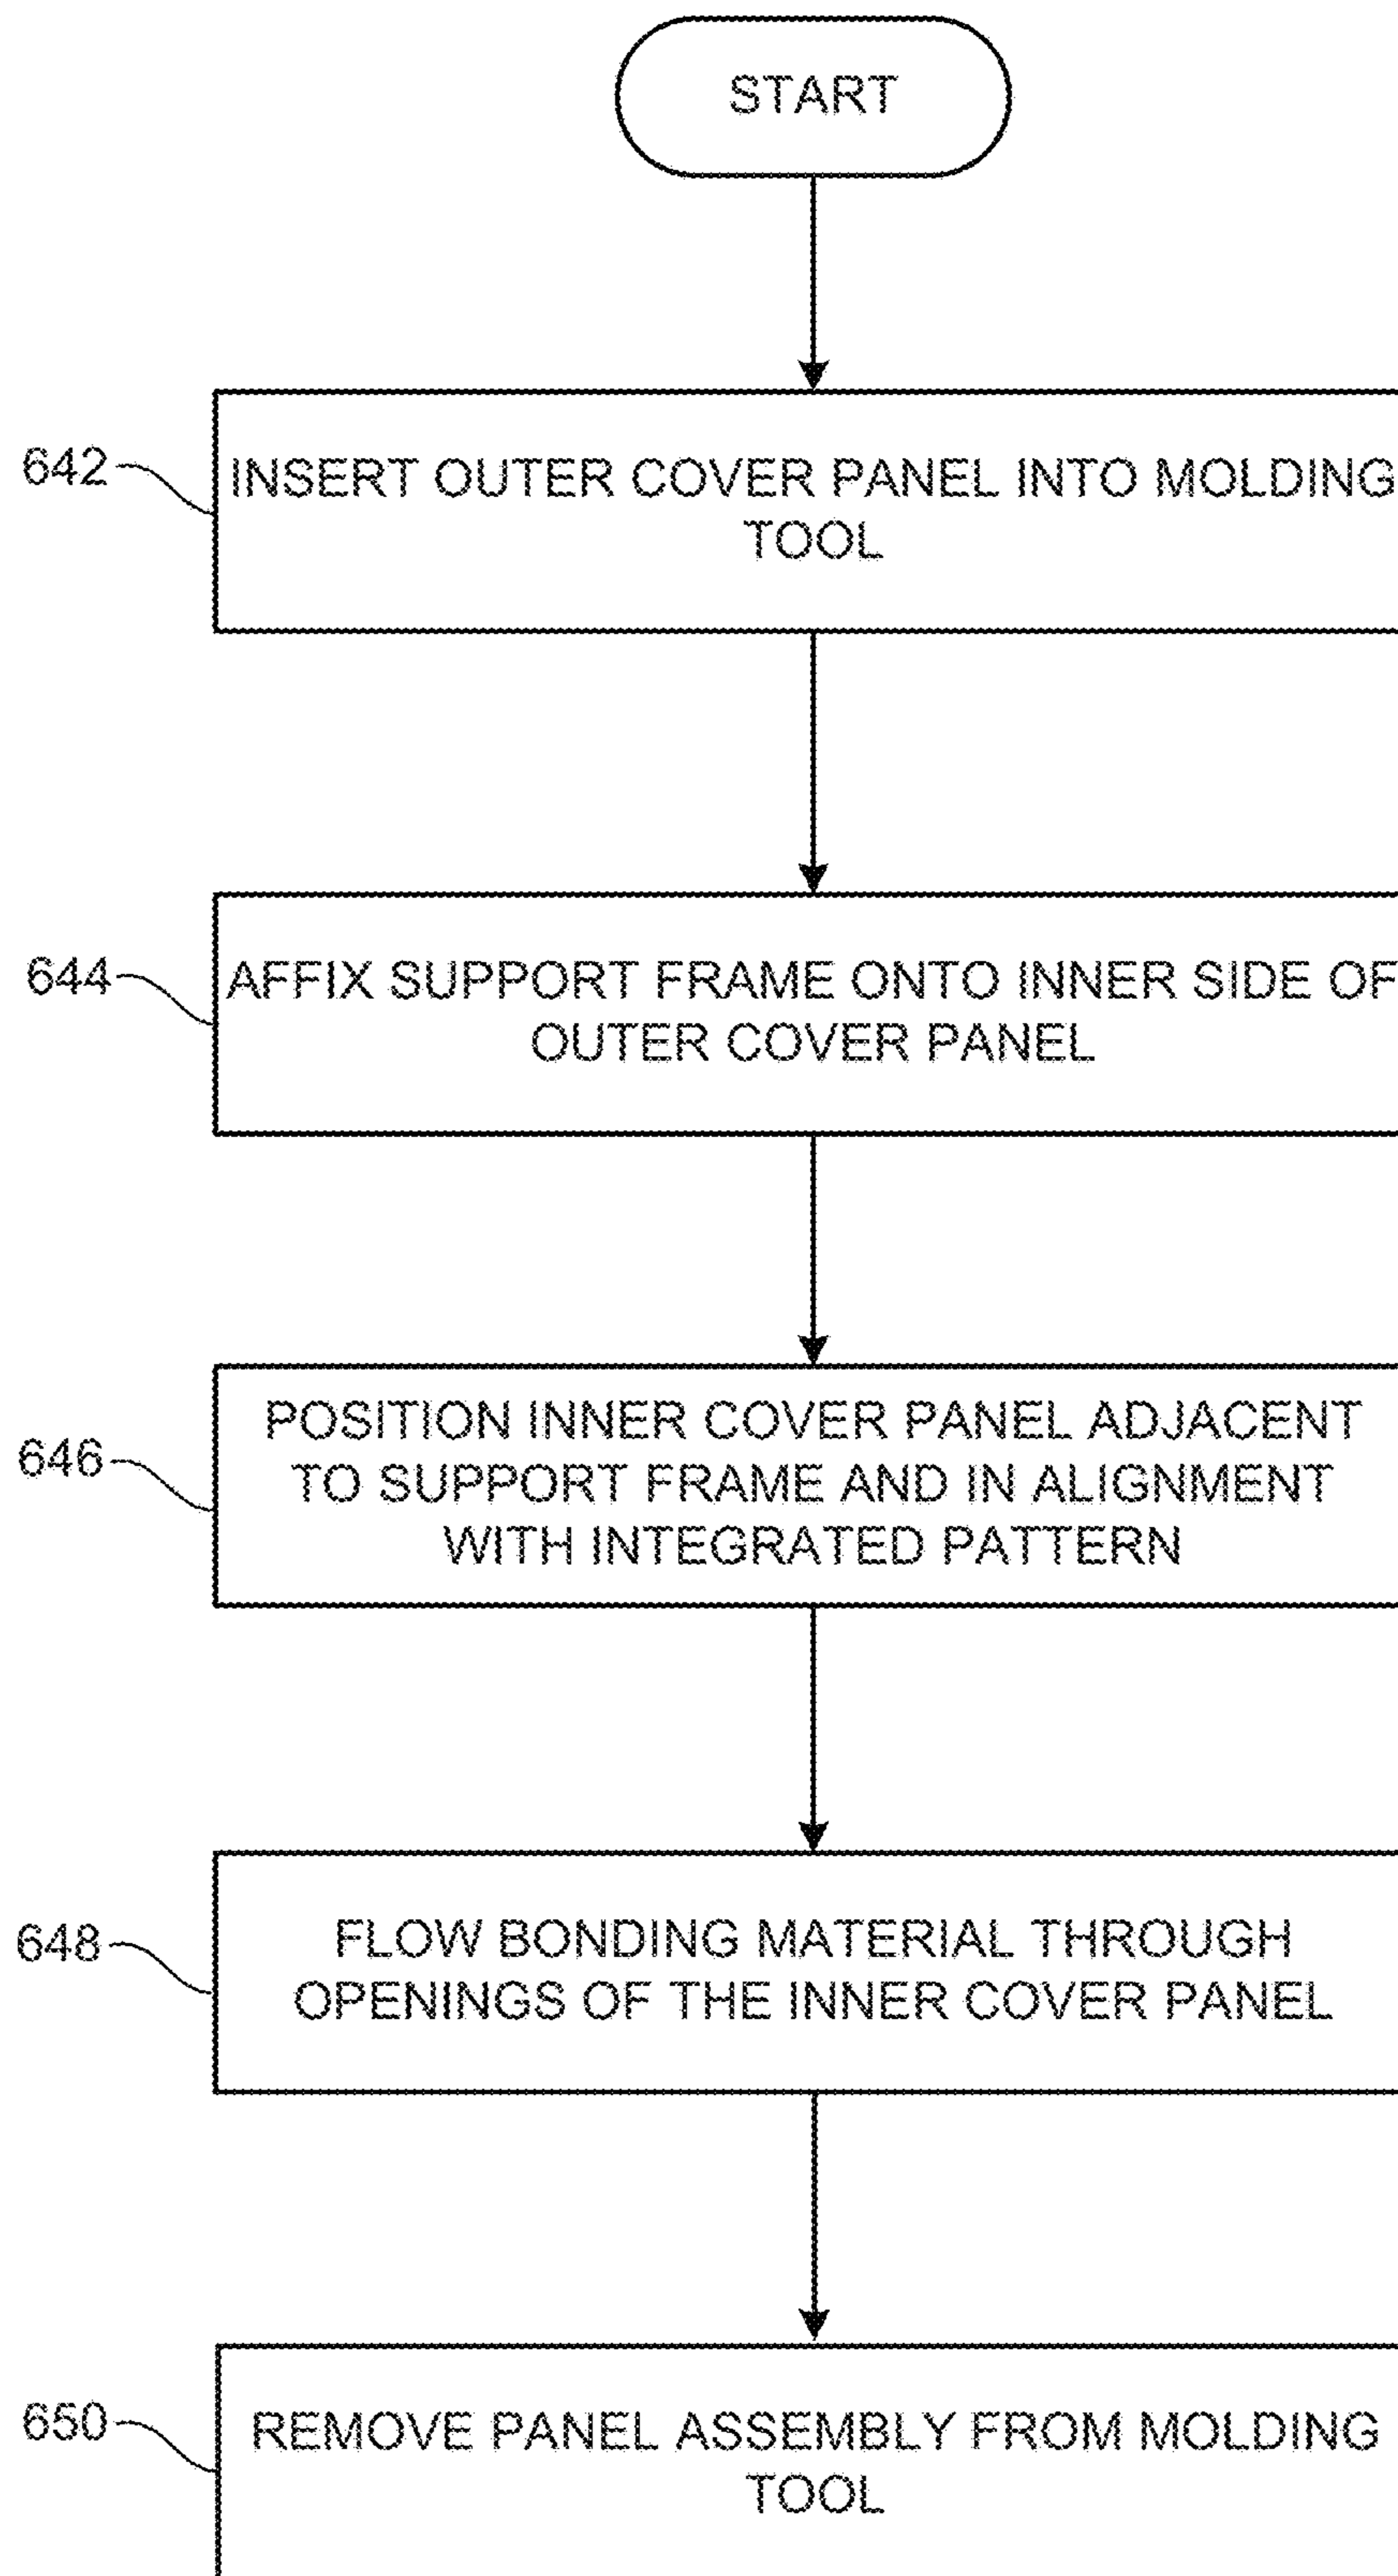 START
642
INSERT OUTER COVER PANEL INTO MOLDING
TOOL
644
AFFIX SUPPORT FRAME ONTO INNER SIDE OF
OUTER COVER PANEL
646
POSITION INNER COVER PANEL ADJACENT
TO SUPPORT FRAME AND IN ALIGNMENT
WITH INTEGRATED PATTERN
648
FLOW BONDING MATERIAL THROUGH
OPENINGS OF THE INNER COVER PANEL
650
REMOVE PANEL ASSEMBLY FROM MOLDING
TOOL